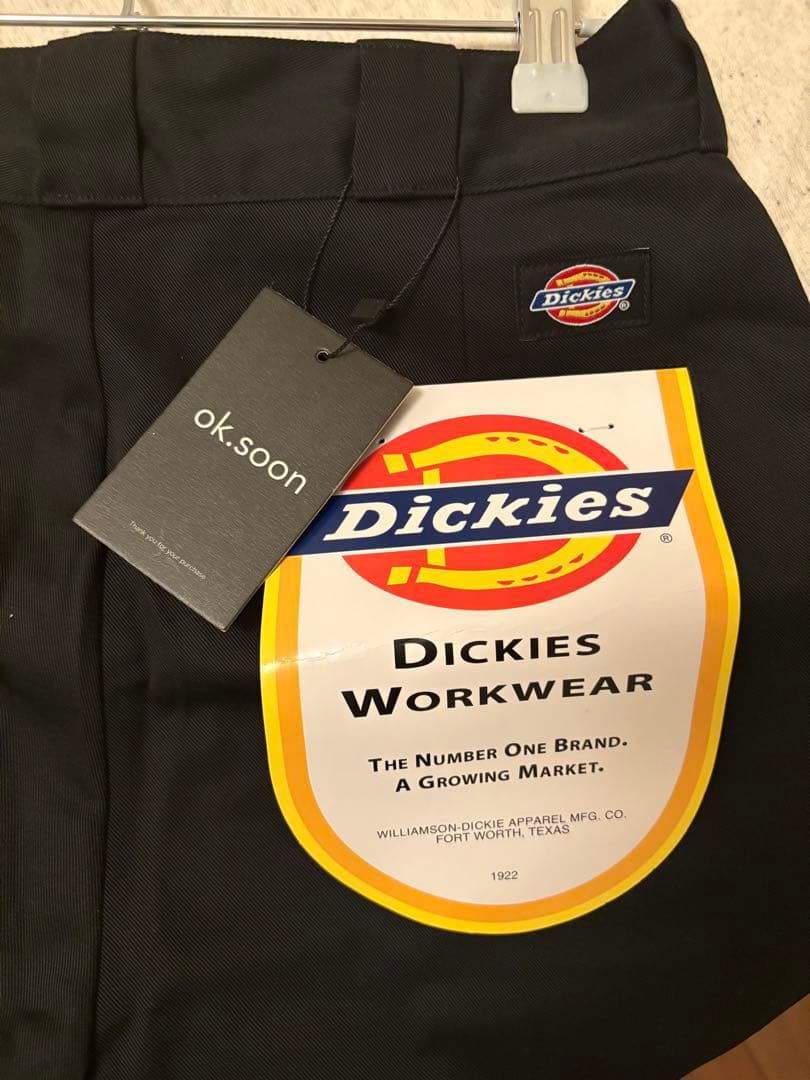 Dickies
®
ok.soon
Thank you for your purchase
Dickies
®
DICKIES
WORKWEAR
THE NUMBER ONE BRAND.
A GROWING MARKET.
WILLIAMSON-DICKIE APPAREL MFG. CO.
FORT WORTH, TEXAS
1922